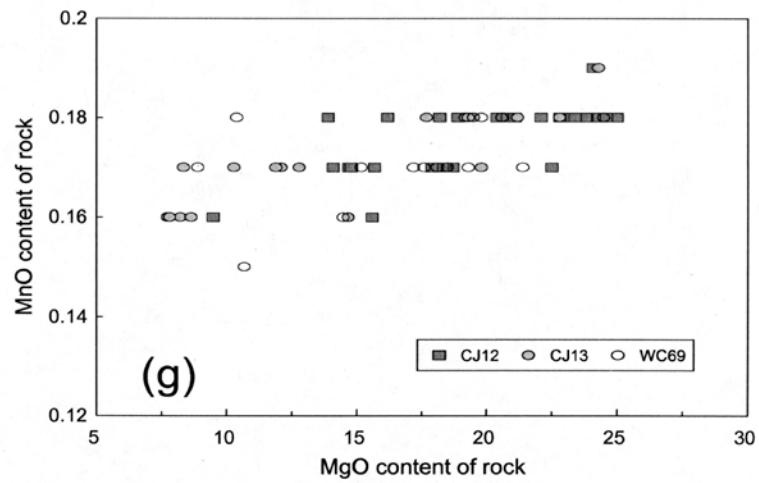 0.2
0.18
0.16
0.14
0.12
MnO content of rock
(g)
CJ12 CJ13 WC69
5 10 15 20 25 30
MgO content of rock